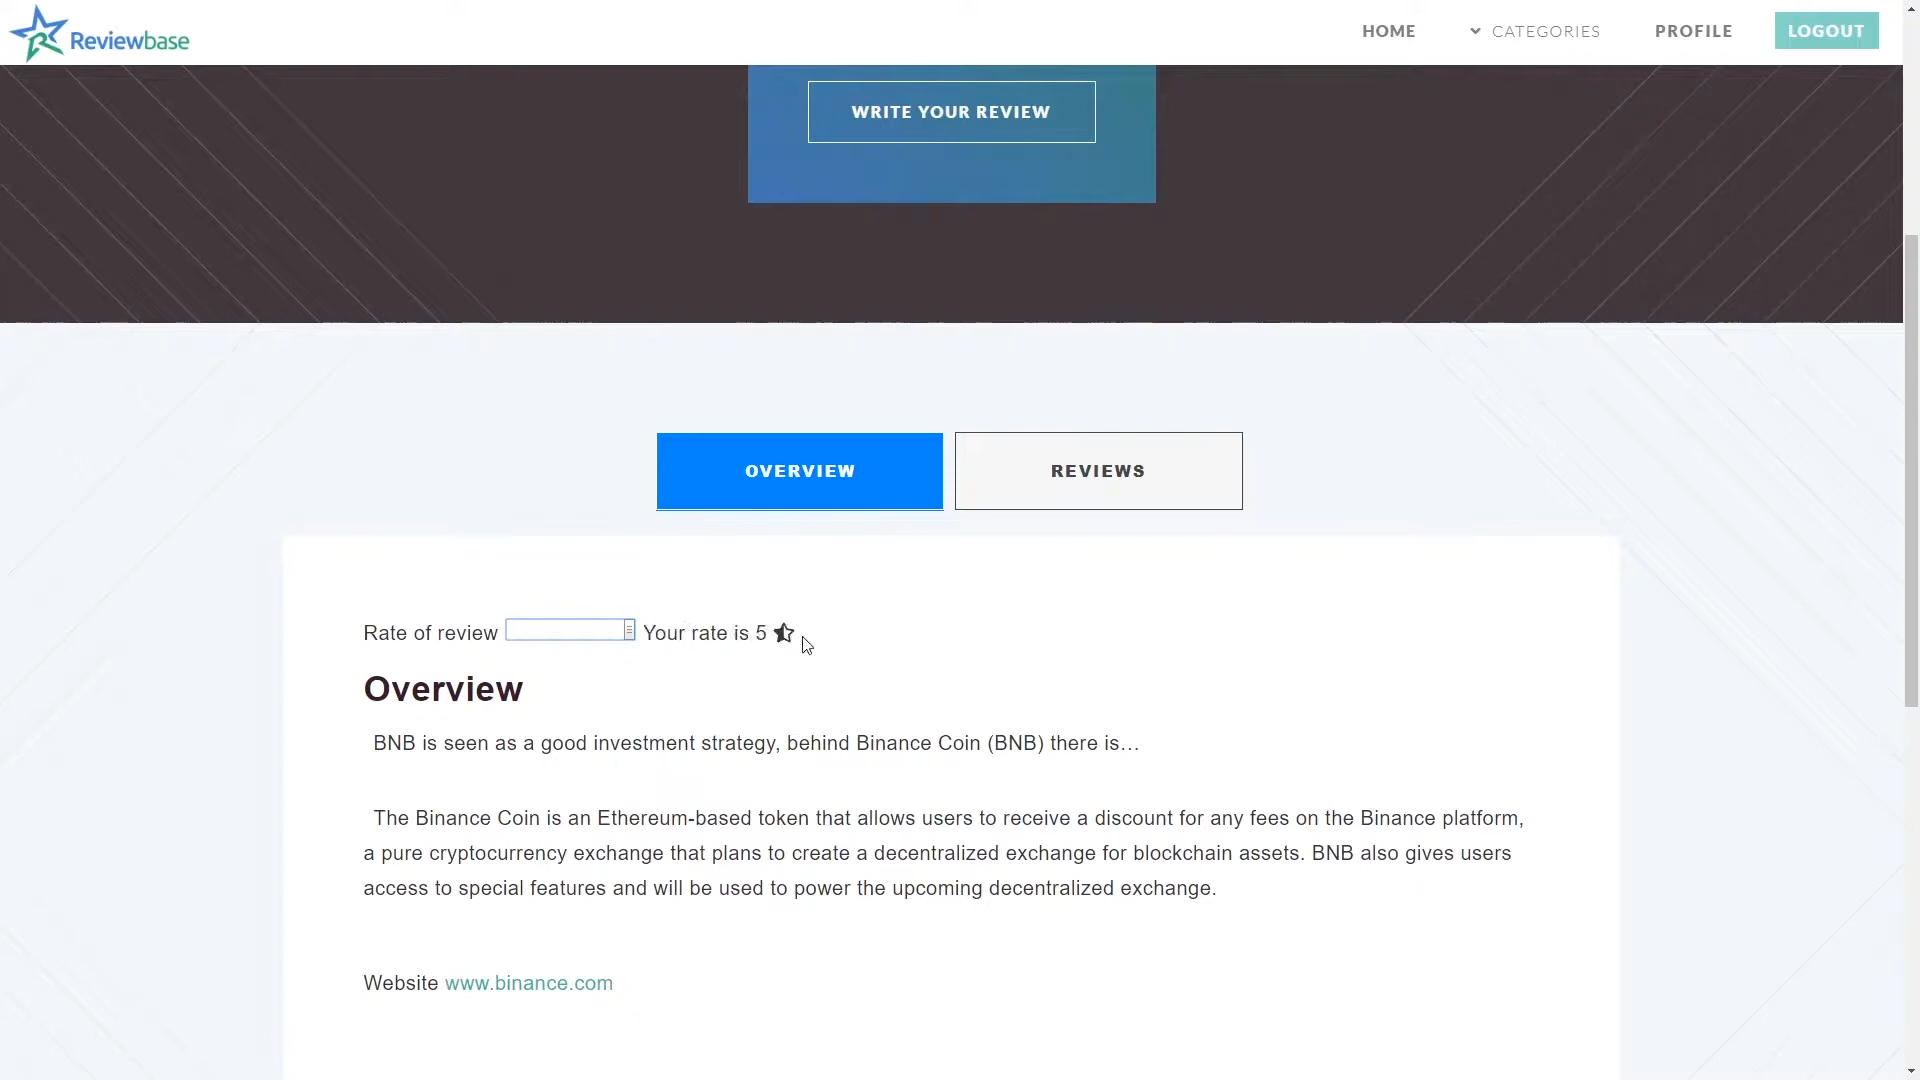 Reviewbase
HOME
CATEGORIES
PROFILE
LOGOUT
WRITE YOUR REVIEW
OVERVIEW
REVIEWS
Rate of review Your rate is 5
Overview
BNB is seen as a good investment strategy, behind Binance Coin (BNB) there is…
The Binance Coin is an Ethereum-based token that allows users to receive a discount for any fees on the Binance platform,
a pure cryptocurrency exchange that plans to create a decentralized exchange for blockchain assets. BNB also gives users
access to special features and will be used to power the upcoming decentralized exchange.
Website www.binance.com